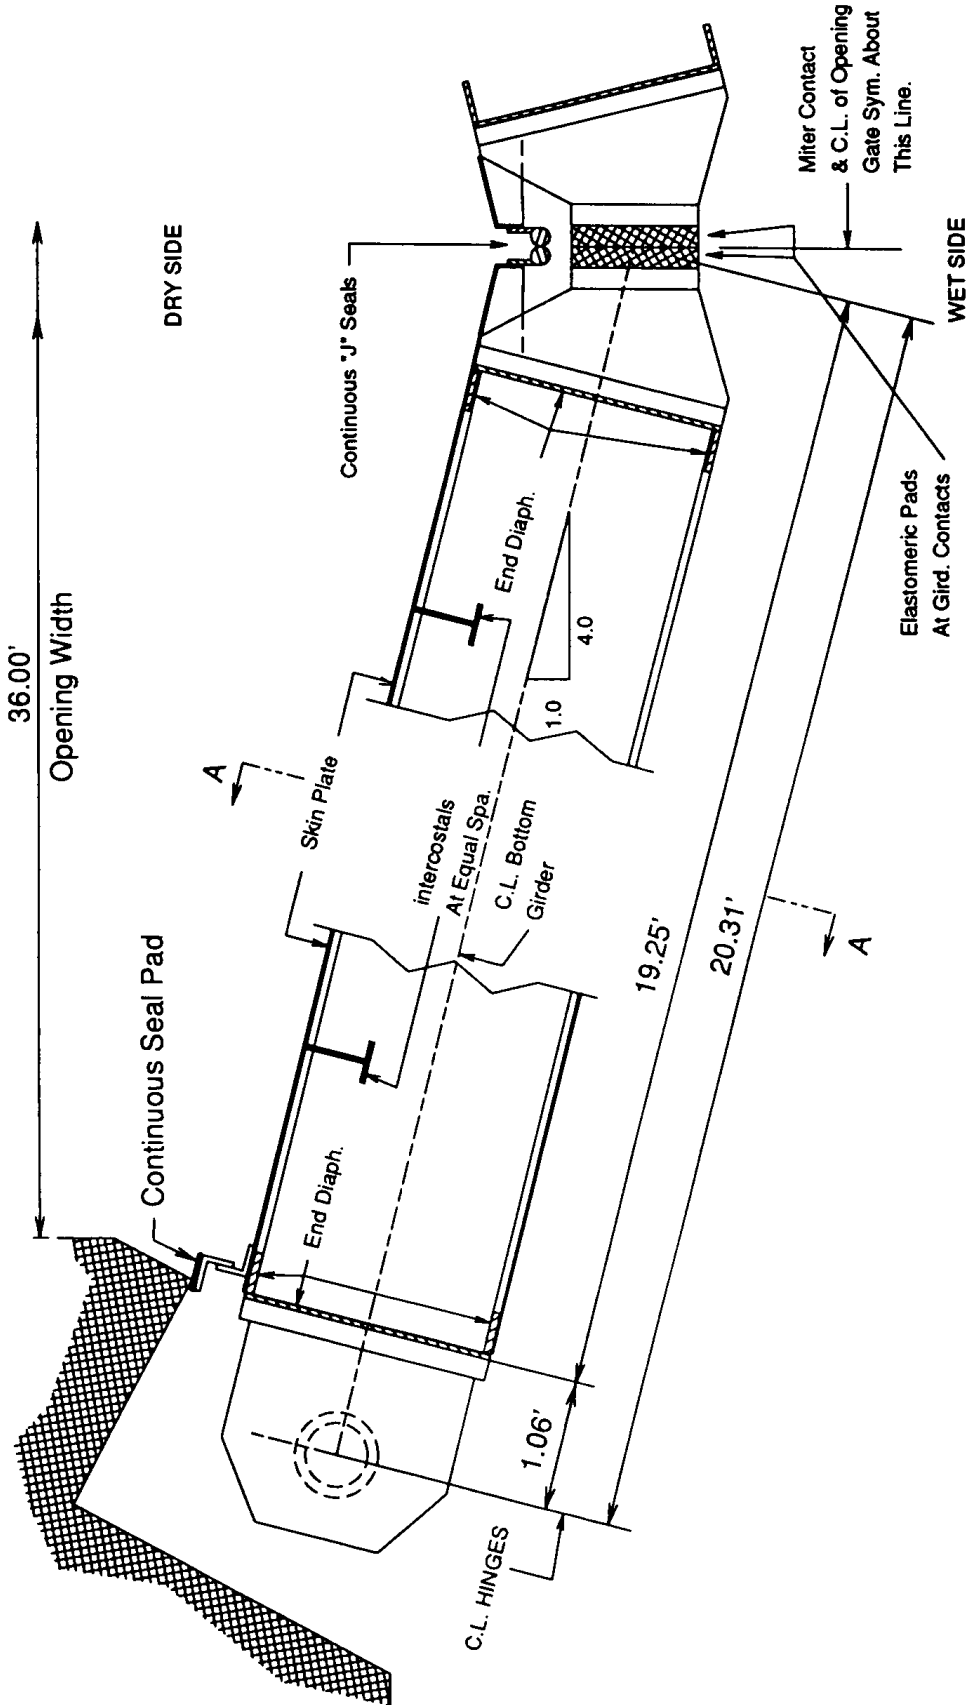 36.00'
Opening Width
DRY SIDE
Continuous "J" Seals
Miter Contact
& C.L. of Opening
Gate Sym. About
This Line.
WET SIDE
Elastomeric Pads
At Gird. Contacts
End Diaph.
4.0
1.0
Skin Plate
A
intercostals
At Equal Spa.
C.L. Bottom
Girder
Continuous Seal Pad
End Diaph.
19.25'
20.31'
A
1.06'
C.L. HINGES